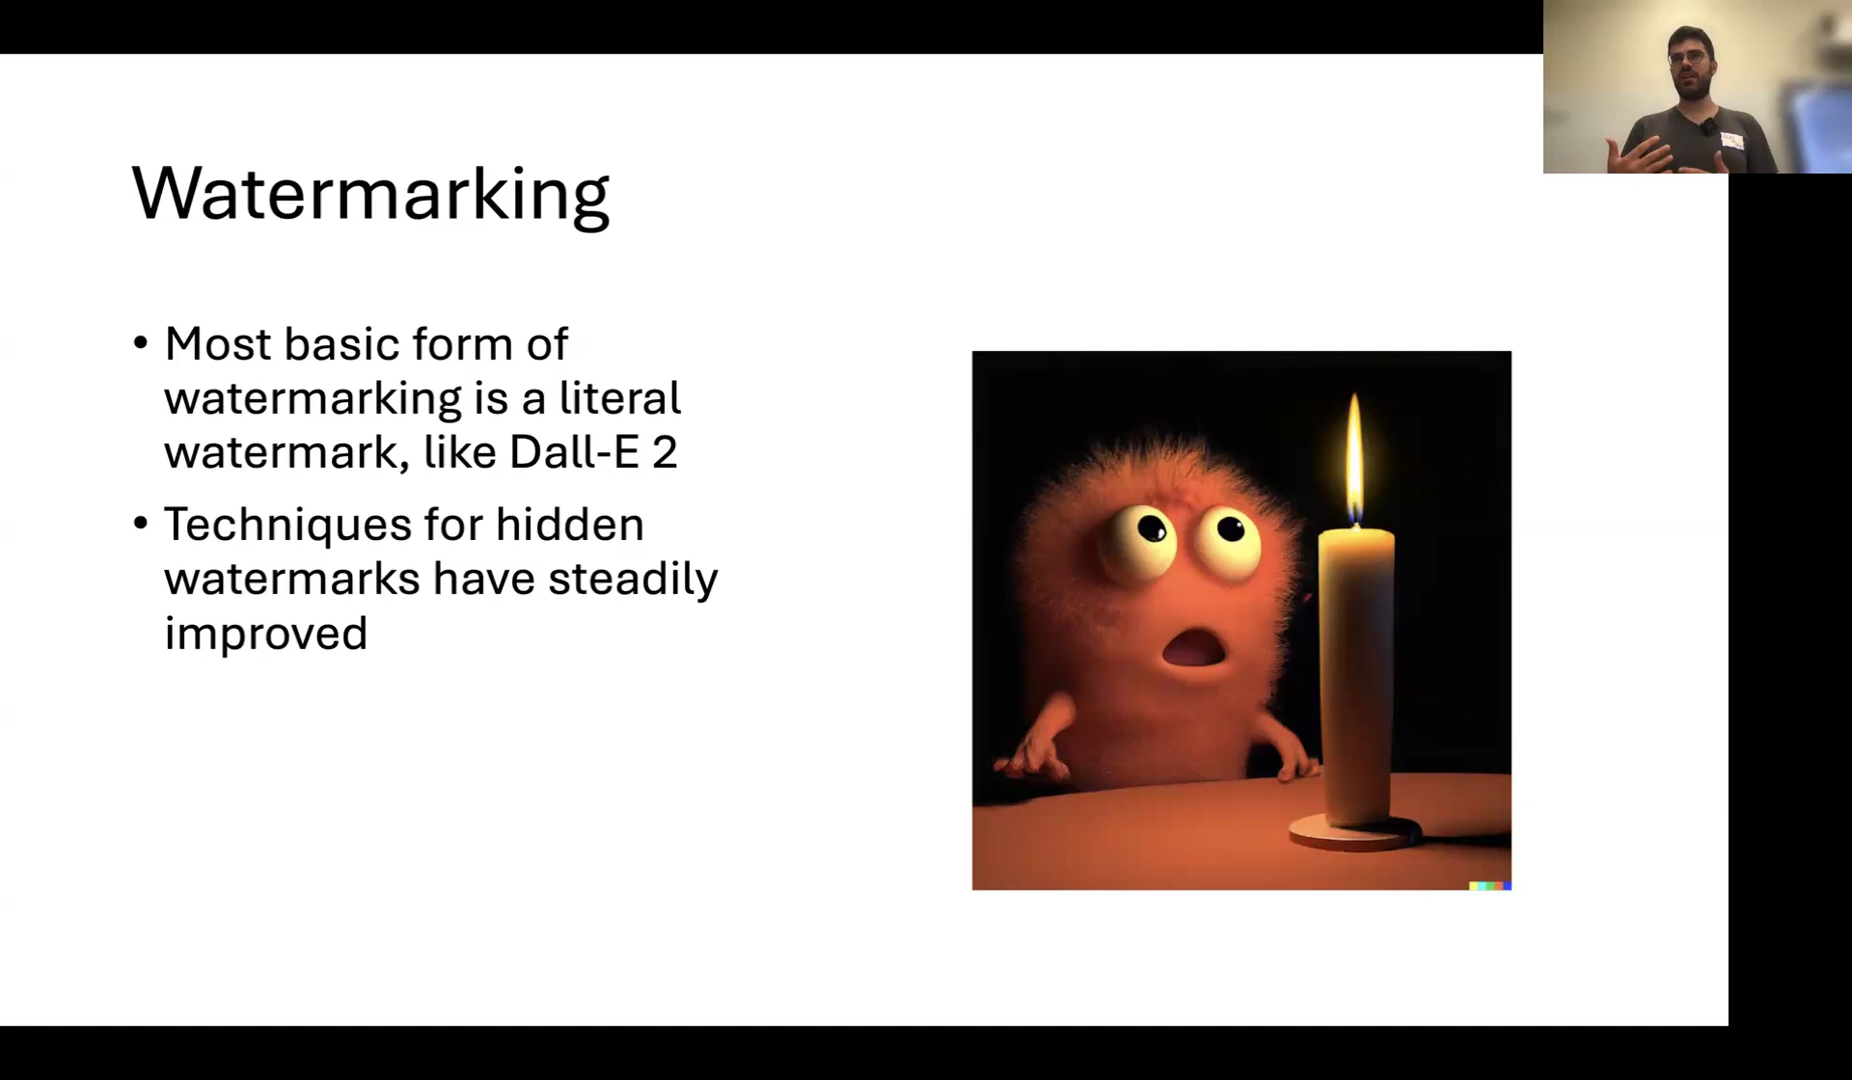 Watermarking
• Most basic form of
watermarking is a literal
watermark, like Dall-E 2
• Techniques for hidden
watermarks have steadily
improved